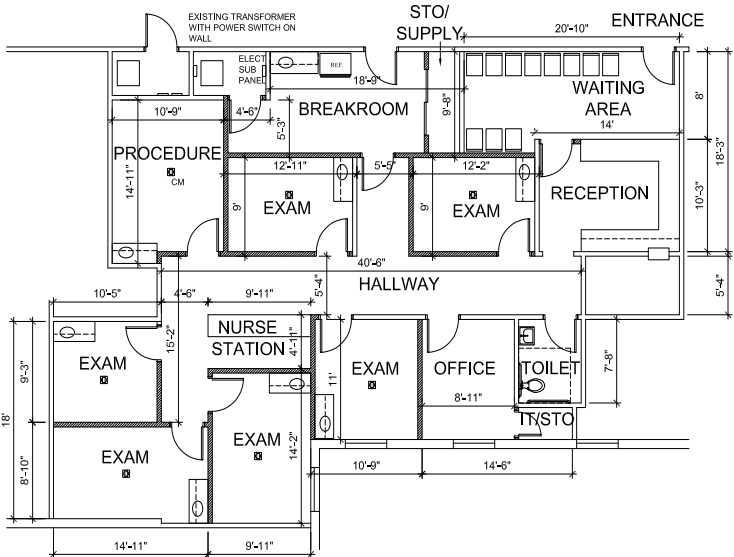 EXISTING TRANSFORMER
WITH POWER SWITCH ON
WALL
STO/
SUPPLY
ENTRANCE
20'-10"
ELECT
SUB
PANEL
REF.
18'-9"
WAITING
AREA
8'
BREAKROOM
10'-9"
4'-6"
5'-3"
9'-8"
14'
18'-3"
PROCEDURE
CM
14'-11"
12'-11"
5'-5"
12'-2"
EXAM
9'
EXAM
9'
RECEPTION
10'-3"
40'-6"
HALLWAY
5'-4"
5'-4"
10'-5"
4'-6"
9'-11"
15'-2"
NURSE
STATION
4'-11"
EXAM
9'-3"
18'
EXAM
11'
OFFICE
8'-11"
TOILET
7'-8"
IT/STO
EXAM
8'-10"
EXAM
14'-2"
10'-9"
14'-6"
14'-11"
9'-11"